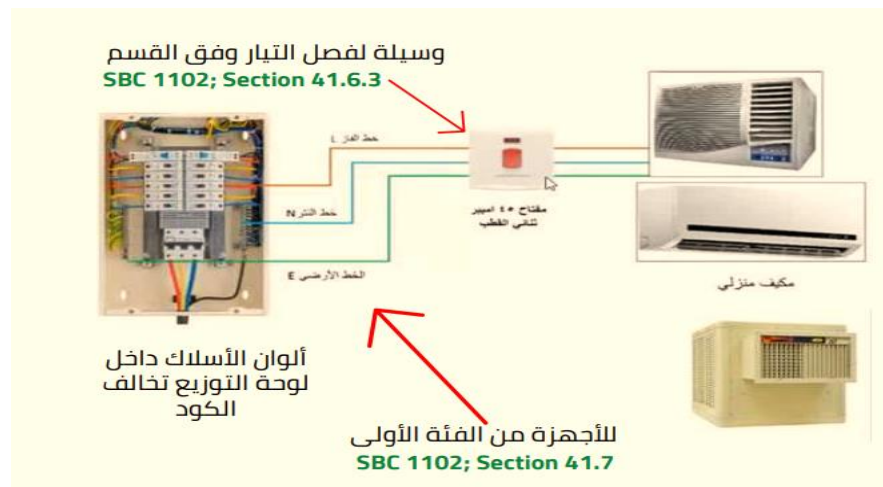 وسيلة لفصل التيار وفق القسم
SBC 1102; Section 41.6.3
خط الفاز L
خط النتر N
مفتاح ٤٥ امبير
ثنائي القطب
الخط الأرضي E
مكيف منزلي
ألوان الأسلاك داخل
لوحة التوزيع تخالف
الكود
للأجهزة من الفئة الأولى
SBC 1102; Section 41.7